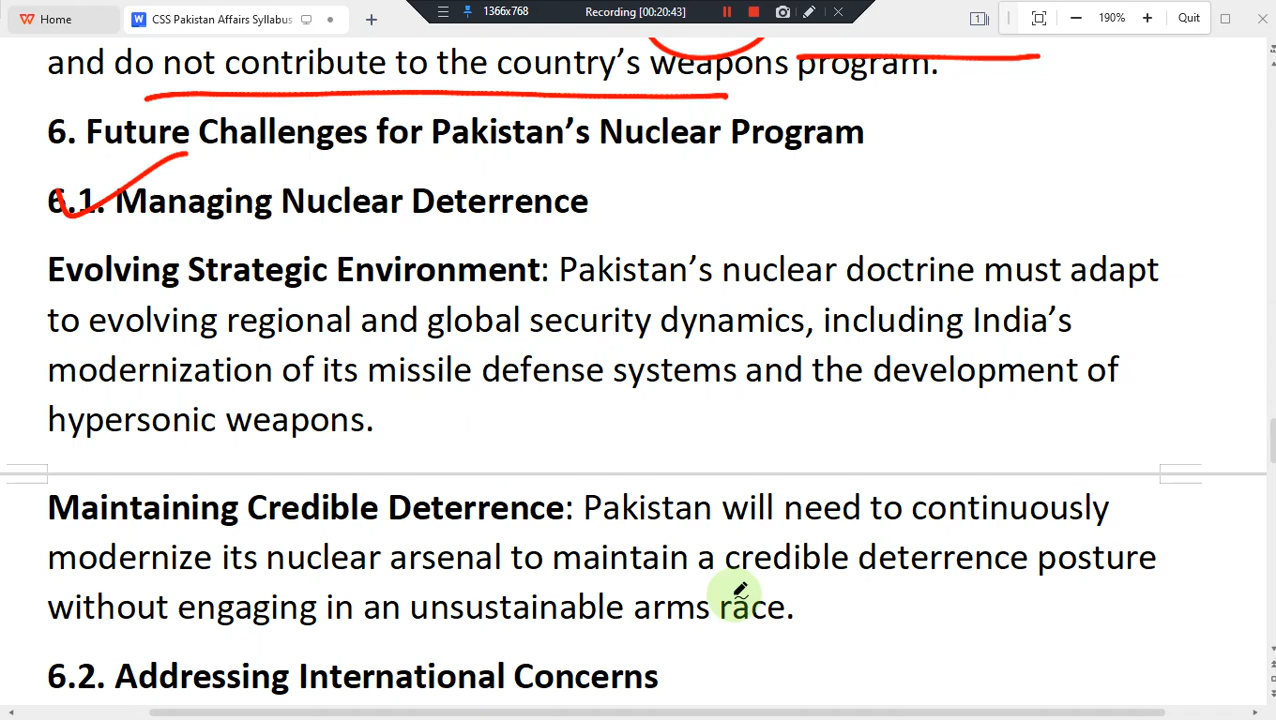 Home
CSS Pakistan Affairs Syllabus
1366x768
Recording [00:20:43]
1
190%
Quit
and do not contribute to the country’s weapons program.
6. Future Challenges for Pakistan’s Nuclear Program
6.1. Managing Nuclear Deterrence
Evolving Strategic Environment: Pakistan’s nuclear doctrine must adapt
to evolving regional and global security dynamics, including India’s
modernization of its missile defense systems and the development of
hypersonic weapons.
Maintaining Credible Deterrence: Pakistan will need to continuously
modernize its nuclear arsenal to maintain a credible deterrence posture
without engaging in an unsustainable arms race.
6.2. Addressing International Concerns